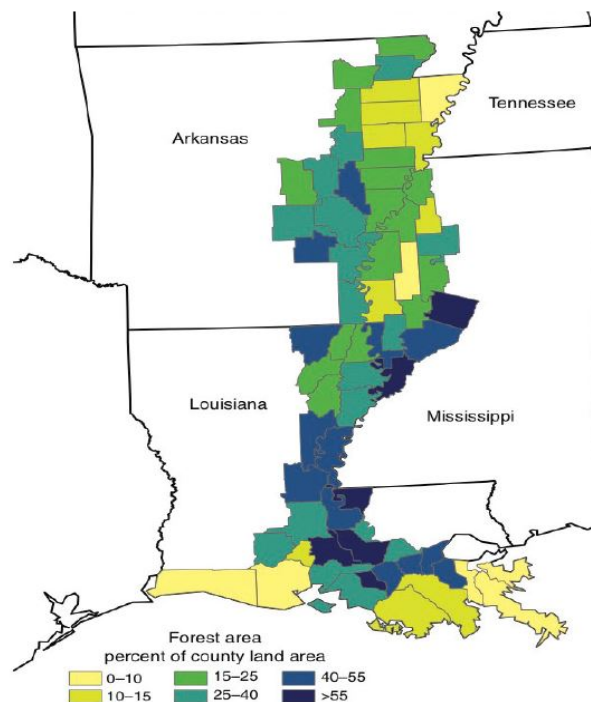 Tennessee
Arkansas
Louisiana
Mississippi
Forest area
percent of county land area
0–10
15–25
40–55
10–15
25–40
>55